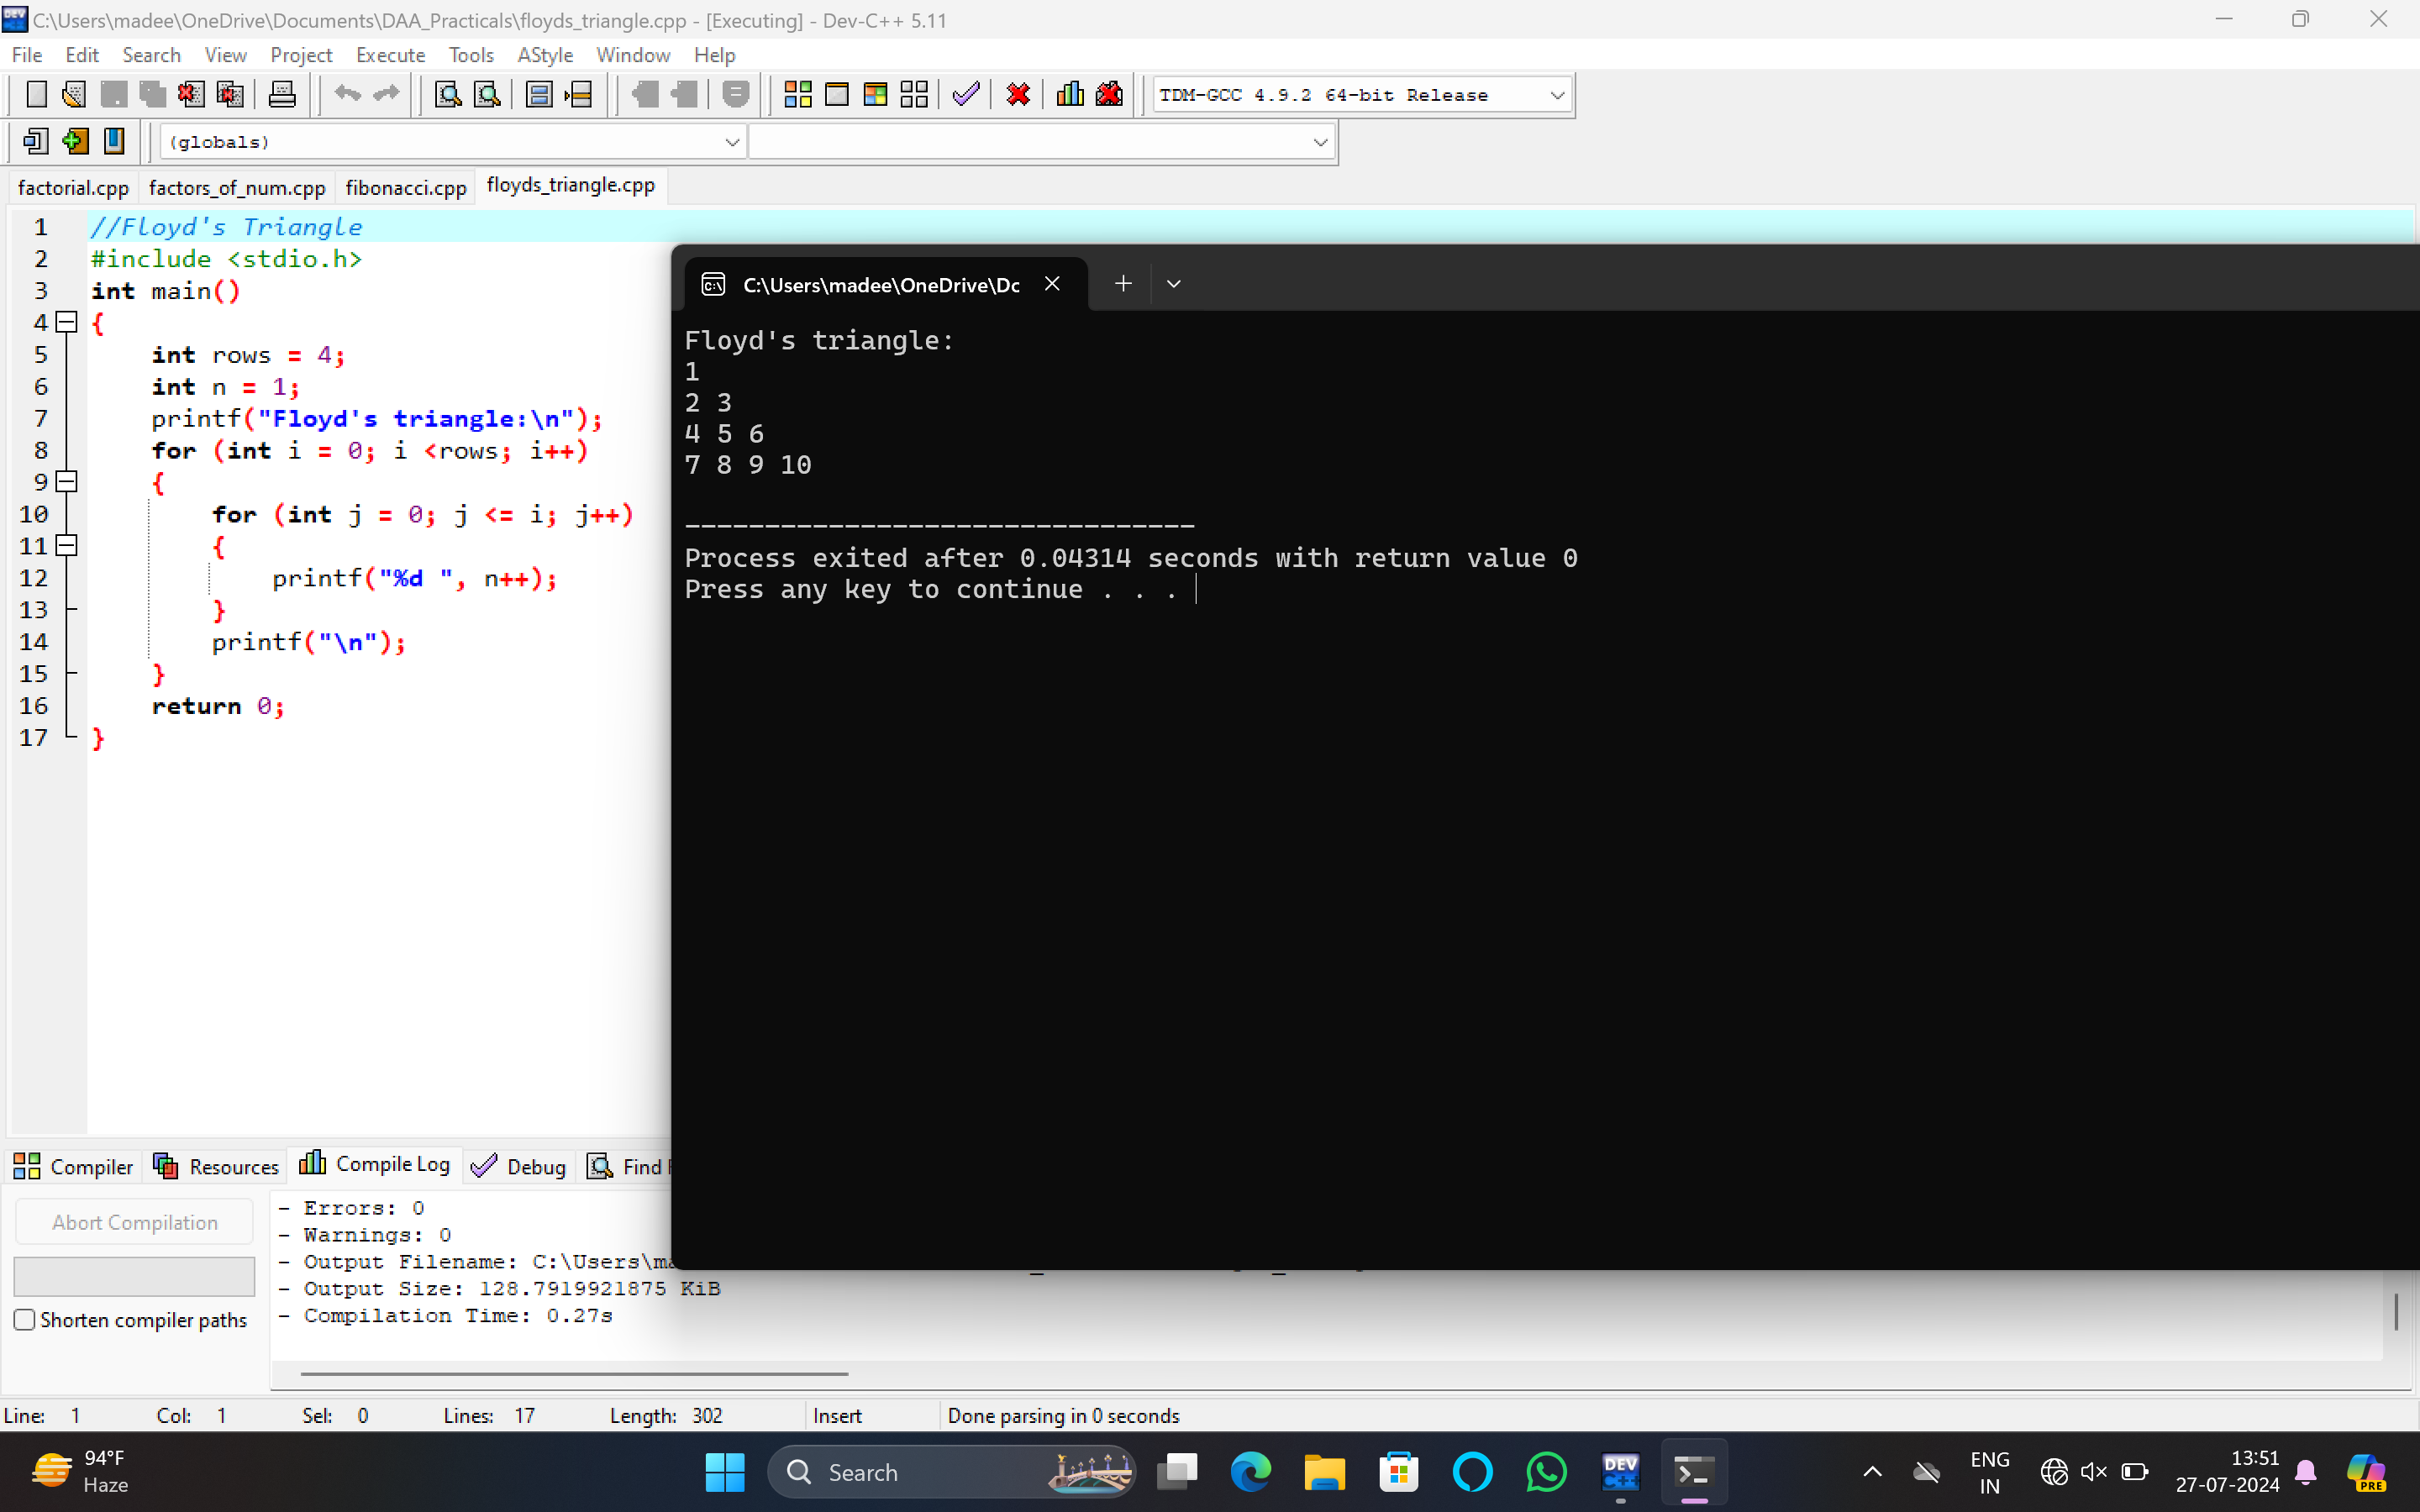 C:\Users\madee\OneDrive\Documents\DAA_Practicals\floyds_triangle.cpp - [Executing] - Dev-C++ 5.11
File Edit Search View Project Execute Tools AStyle Window Help
TDM-GCC 4.9.2 64-bit Release
(globals)
factorial.cpp factors_of_num.cpp fibonacci.cpp floyds_triangle.cpp
1 //Floyd's Triangle
2 #include <stdio.h>
3 int main()
4 {
5 int rows = 4;
6 int n = 1;
7 printf("Floyd's triangle:\n");
8 for (int i = 0; i <rows; i++)
9 {
10 for (int j = 0; j <= i; j++)
11 {
12 printf("%d ", n++);
13 }
14 printf("\n");
15 }
16 return 0;
17 }
C:\Users\madee\OneDrive\Dc
Floyd's triangle:
1
2 3
4 5 6
7 8 9 10
--------------------------------
Process exited after 0.04314 seconds with return value 0
Press any key to continue . . .
Compiler Resources Compile Log Debug Find
Abort Compilation
Shorten compiler paths
- Errors: 0
- Warnings: 0
- Output Filename: C:\Users\ma
- Output Size: 128.7919921875 KiB
- Compilation Time: 0.27s
Line: 1 Col: 1 Sel: 0 Lines: 17 Length: 302 Insert Done parsing in 0 seconds
94°F
Haze
Search
DEV
C++
ENG
IN
13:51
27-07-2024
PRE